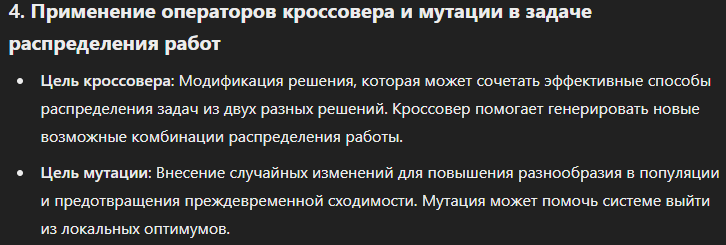 4. Применение операторов кроссовера и мутации в задаче
распределения работ
• Цель кроссовера: Модификация решения, которая может сочетать эффективные способы
распределения задач из двух разных решений. Кроссовер помогает генерировать новые
возможные комбинации распределения работы.
• Цель мутации: Внесение случайных изменений для повышения разнообразия в популяции
и предотвращения преждевременной сходимости. Мутация может помочь системе выйти
из локальных оптимумов.